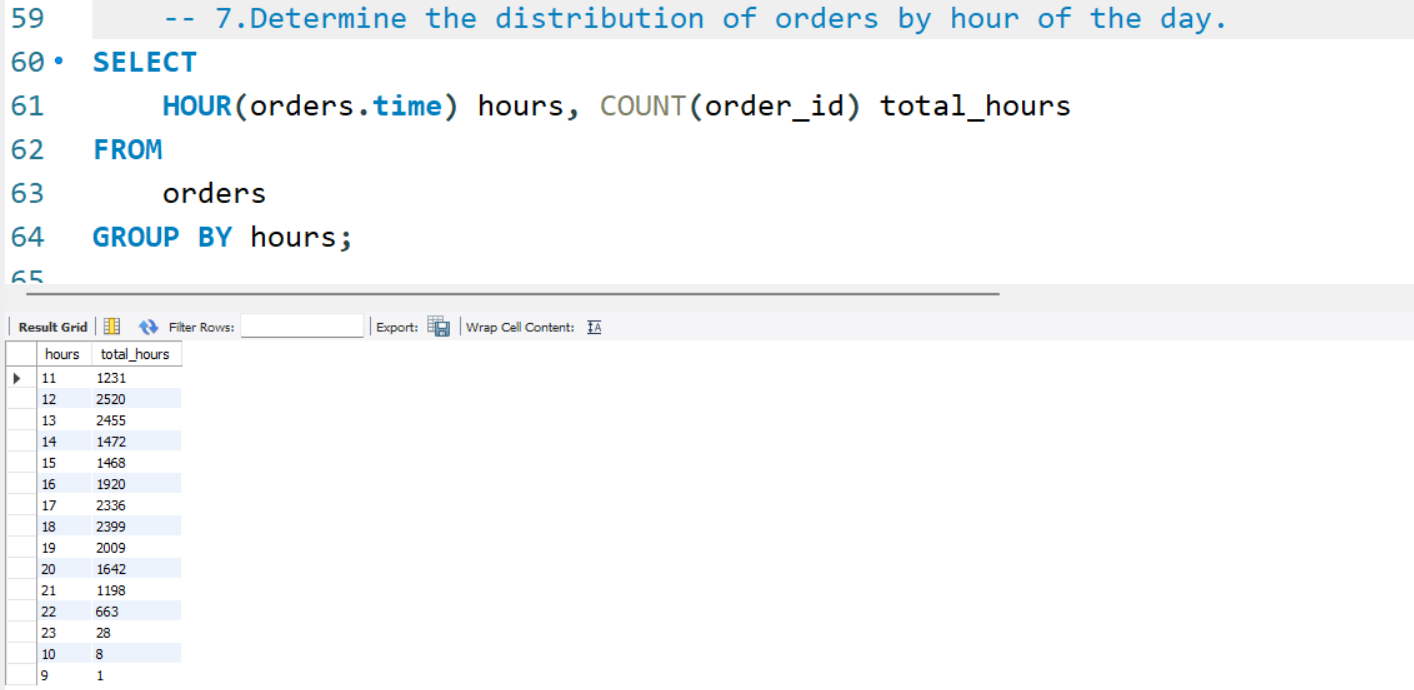 59 -- 7.Determine the distribution of orders by hour of the day.
60 SELECT
61 HOUR(orders.time) hours, COUNT(order_id) total_hours
62 FROM
63 orders
64 GROUP BY hours;
65
Result Grid Filter Rows: Export: Wrap Cell Content: IA
hours total_hours
11 1231
12 2520
13 2455
14 1472
15 1468
16 1920
17 2336
18 2399
19 2009
20 1642
21 1198
22 663
23 28
10 8
9 1